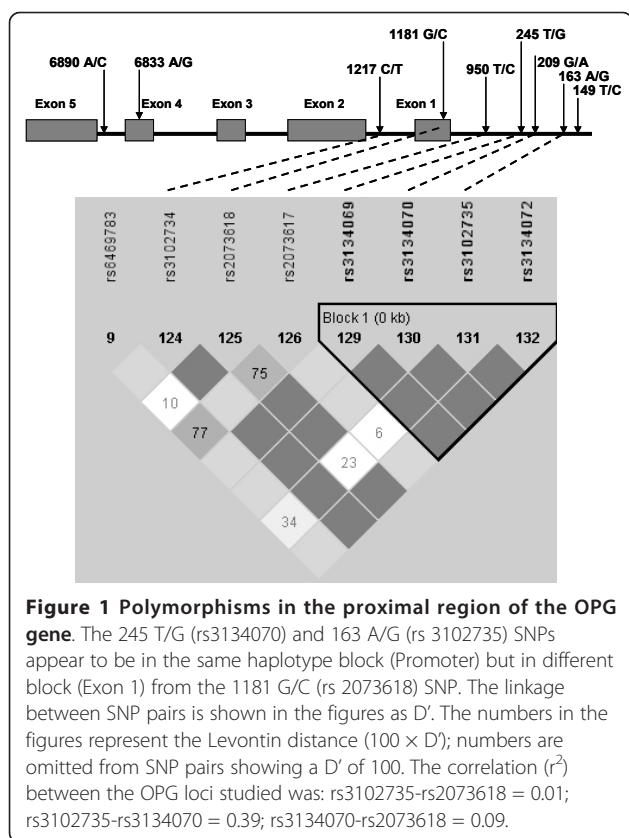 1181 G/C
245 T/G
6890 A/C
6833 A/G
209 G/A
1217 C/T
950 T/C
163 A/G
149 T/C
Exon 5
Exon 4
Exon 3
Exon 2
Exon 1
rs6469783
rs3102734
rs2073618
rs2073617
rs3134069
rs3134070
rs3102735
rs3134072
Block 1 (0 kb)
9 124 125 126 129 130 131 132
75
10
6
77
23
34
Figure 1 Polymorphisms in the proximal region of the OPG
gene. The 245 T/G (rs3134070) and 163 A/G (rs 3102735) SNPs
appear to be in the same haplotype block (Promoter) but in different
block (Exon 1) from the 1181 G/C (rs 2073618) SNP. The linkage
between SNP pairs is shown in the figures as D’. The numbers in the
figures represent the Levontin distance (100 × D’); numbers are
omitted from SNP pairs showing a D’ of 100. The correlation (r²)
between the OPG loci studied was: rs3102735-rs2073618 = 0.01;
rs3102735-rs3134070 = 0.39; rs3134070-rs2073618 = 0.09.